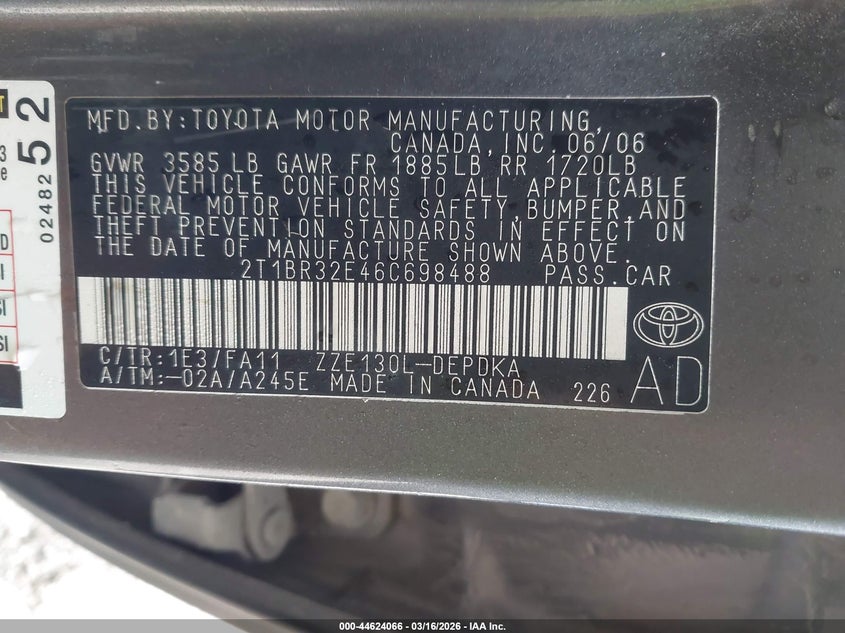 MFD.BY:TOYOTA MOTOR MANUFACTURING,
CANADA,INC. 06/06
GVWR 3585LB GAWR FR 1885LB RR 1720LB
THIS VEHICLE CONFORMS TO ALL APPLICABLE
FEDERAL MOTOR VEHICLE SAFETY,BUMPER,AND
THEFT PREVENTION STANDARDS IN EFFECT ON
THE DATE OF MANUFACTURE SHOWN ABOVE.
2T1BR32E46C698488 PASS.CAR
C/TR:1E3/FA11 ZZE130L-DEPDKA
A/TM:-02A/A245E MADE IN CANADA 226
AD
02482
52
000-44624066 - 03/16/2026 - IAA Inc.